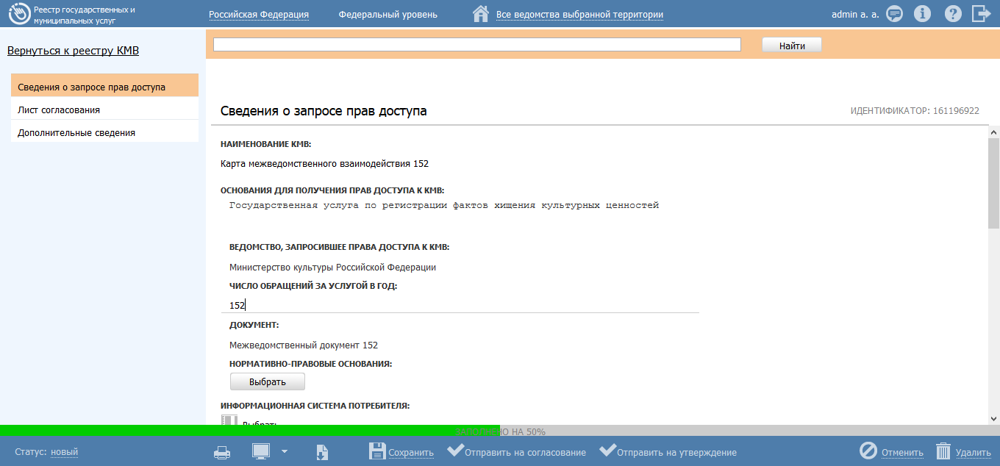 Реестр государственных и
муниципальных услуг
Российская Федерация
Федеральный уровень
Все ведомства выбранной территории
admin a. a.
Вернуться к реестру КМВ
Найти
Сведения о запросе прав доступа
Лист согласования
Дополнительные сведения
Сведения о запросе прав доступа
ИДЕНТИФИКАТОР: 161196922
НАИМЕНОВАНИЕ КМВ:
Карта межведомственного взаимодействия 152
ОСНОВАНИЯ ДЛЯ ПОЛУЧЕНИЯ ПРАВ ДОСТУПА К КМВ:
Государственная услуга по регистрации фактов хищения культурных ценностей
ВЕДОМСТВО, ЗАПРОСИВШЕЕ ПРАВА ДОСТУПА К КМВ:
Министерство культуры Российской Федерации
ЧИСЛО ОБРАЩЕНИЙ ЗА УСЛУГОЙ В ГОД:
152
ДОКУМЕНТ:
Межведомственный документ 152
НОРМАТИВНО-ПРАВОВЫЕ ОСНОВАНИЯ:
Выбрать
ИНФОРМАЦИОННАЯ СИСТЕМА ПОТРЕБИТЕЛЯ:
Выбрать
ЗАПОЛНЕНО НА 50%
Статус: новый
Сохранить
Отправить на согласование
Отправить на утверждение
Отменить
Удалить